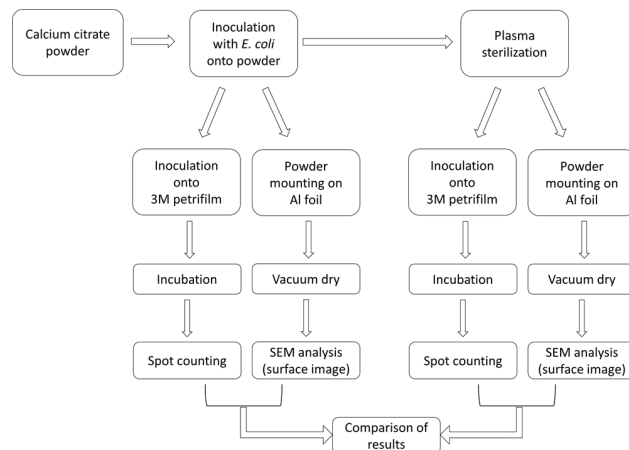 Calcium citrate
powder
Inoculation
with E. coli
onto powder
Plasma
sterilization
Inoculation
onto
3M petrifilm
Powder
mounting on
Al foil
Inoculation
onto
3M petrifilm
Powder
mounting on
Al foil
Incubation
Vacuum dry
Incubation
Vacuum dry
Spot counting
SEM analysis
(surface image)
Spot counting
SEM analysis
(surface image)
Comparison of
results